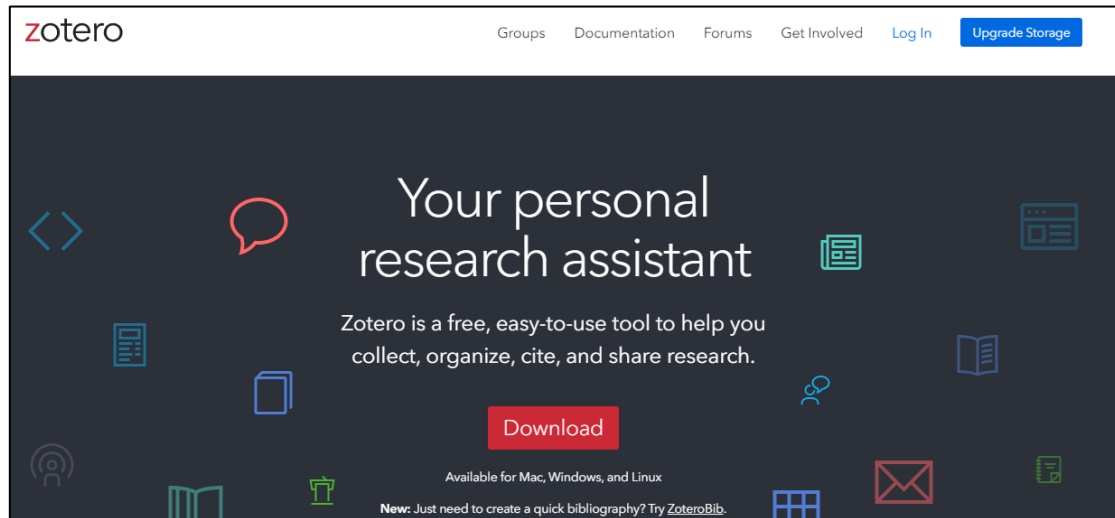 zotero
Groups Documentation Forums Get Involved Log In Upgrade Storage
Your personal
research assistant
Zotero is a free, easy-to-use tool to help you
collect, organize, cite, and share research.
Download
Available for Mac, Windows, and Linux
New: Just need to create a quick bibliography? Try ZoteroBib.